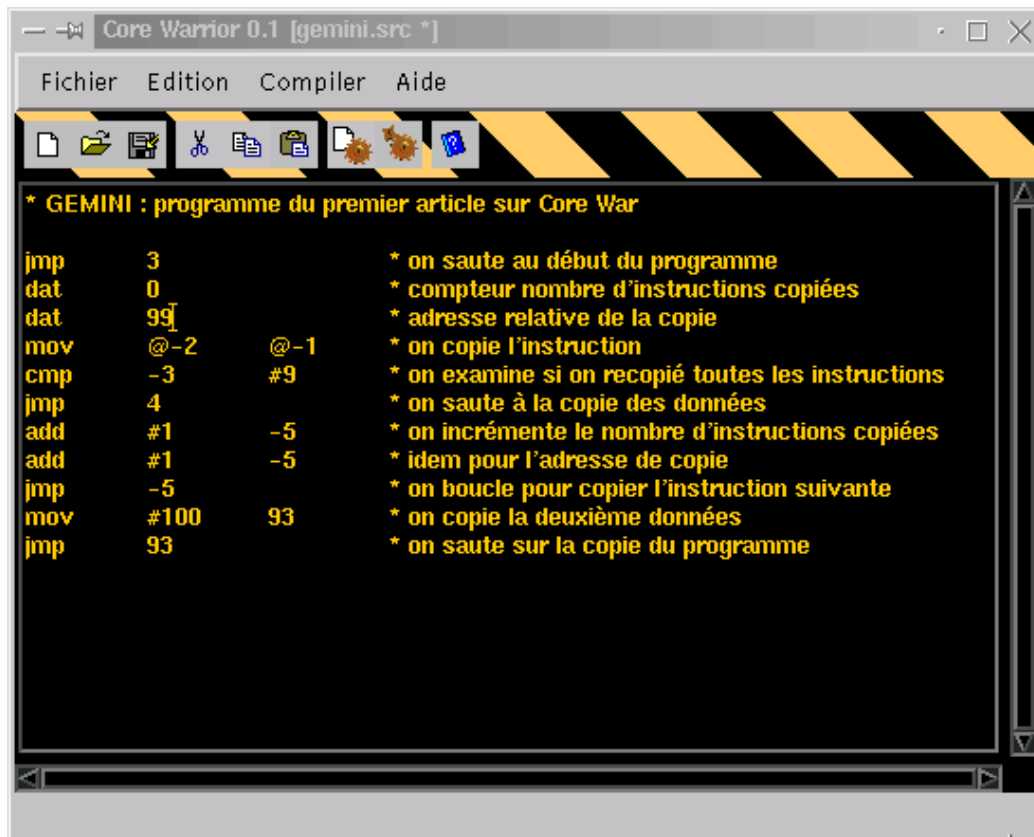 Core Warrior 0.1 [gemini.src *]
Fichier Edition Compiler Aide
* GEMINI : programme du premier article sur Core War
jmp 3 * on saute au début du programme
dat 0 * compteur nombre d'instructions copiées
dat 99 * adresse relative de la copie
mov @-2 @-1 * on copie l'instruction
cmp -3 #9 * on examine si on recopié toutes les instructions
jmp 4 * on saute à la copie des données
add #1 -5 * on incrémente le nombre d'instructions copiées
add #1 -5 * idem pour l'adresse de copie
jmp -5 * on boucle pour copier l'instruction suivante
mov #100 93 * on copie la deuxième données
jmp 93 * on saute sur la copie du programme